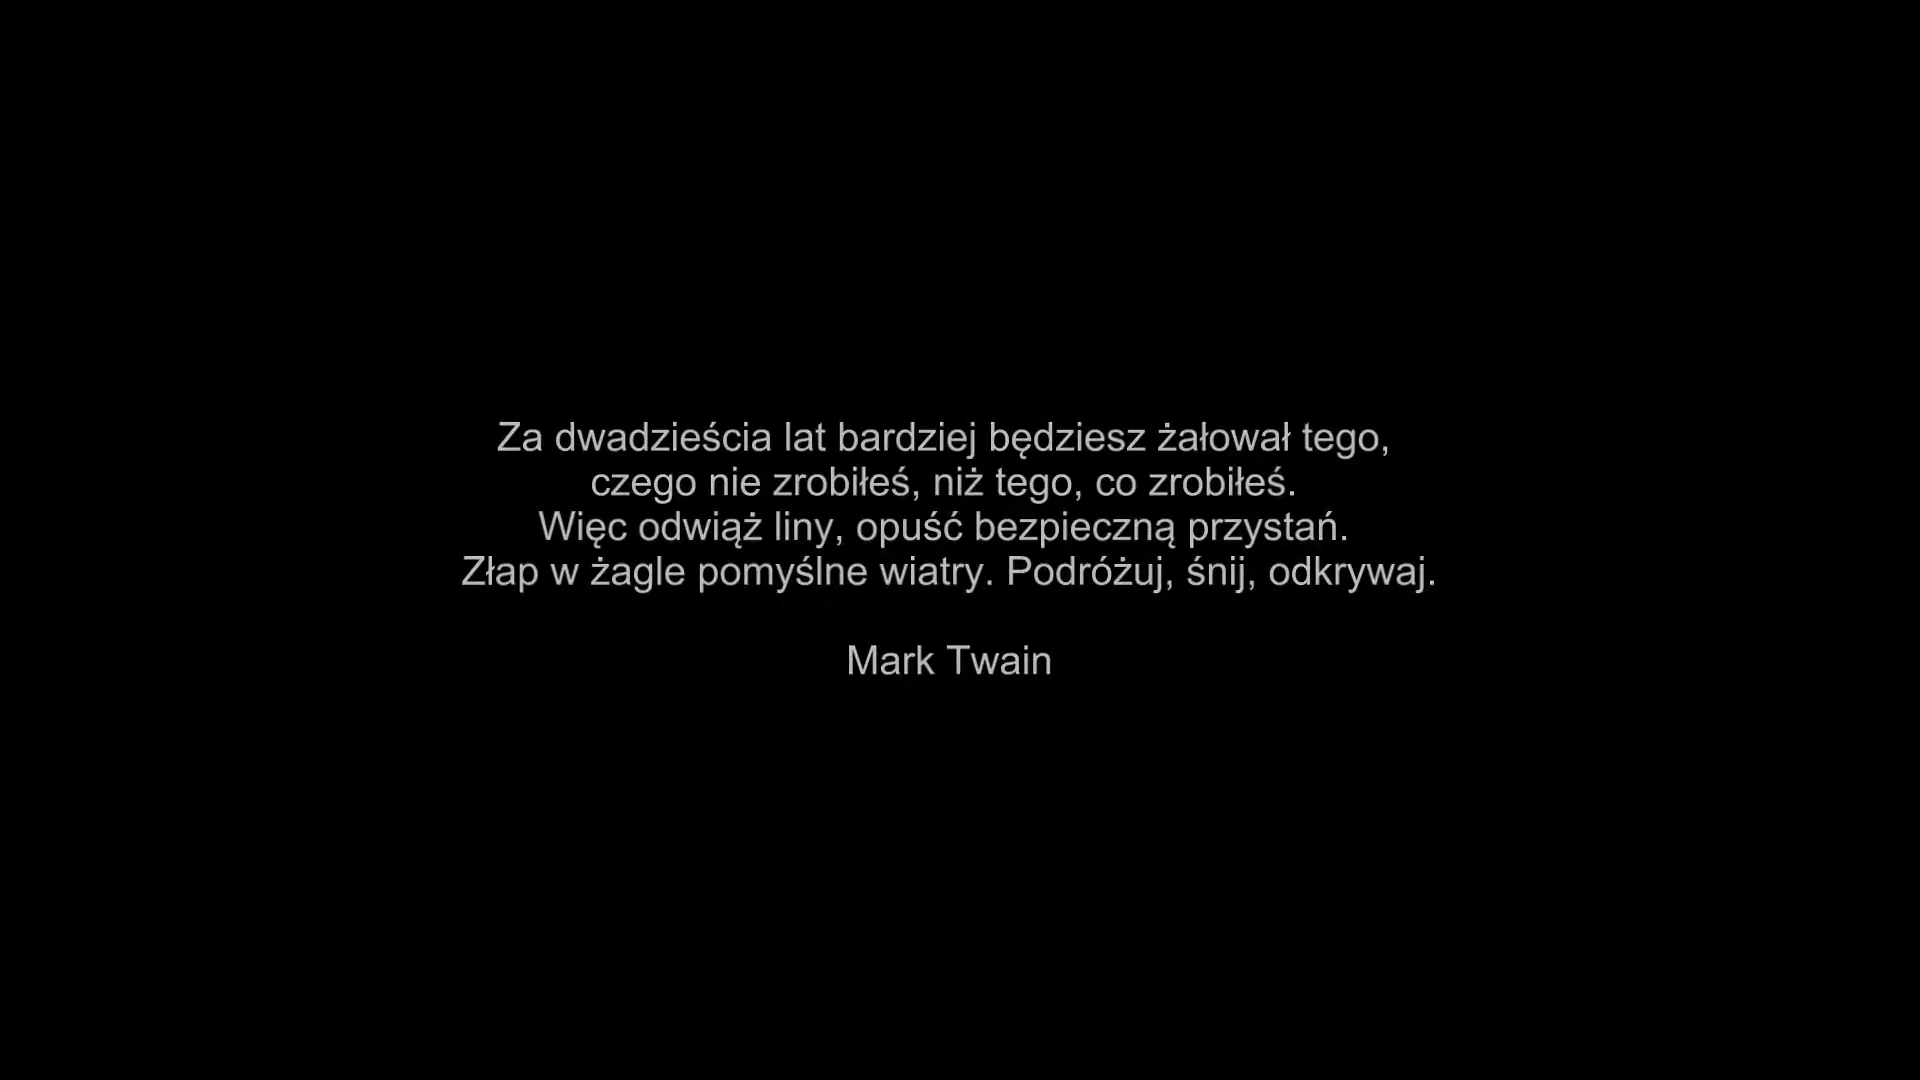 Za dwadzieścia lat bardziej będziesz żałował tego,
czego nie zrobiłeś, niż tego, co zrobiłeś.
Więc odwiąż liny, opuść bezpieczną przystań.
Złap w żagle pomyślne wiatry. Podróżuj, śnij, odkrywaj.
Mark Twain